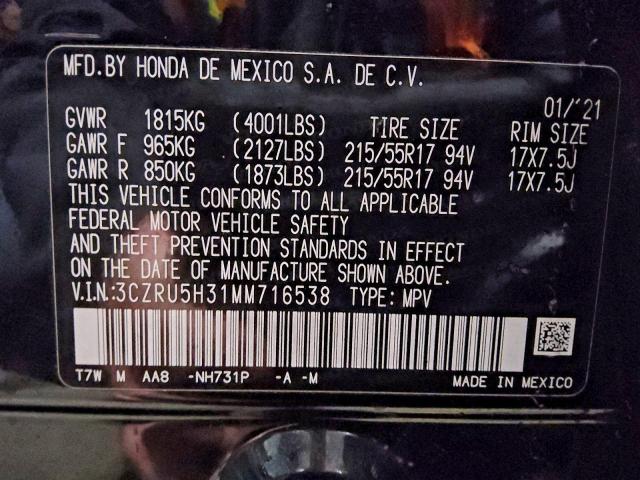 MFD.BY HONDA DE MEXICO S.A. DE C.V.
01/'21
GVWR 1815KG (4001LBS) TIRE SIZE RIM SIZE
GAWR F 965KG (2127LBS) 215/55R17 94V 17X7.5J
GAWR R 850KG (1873LBS) 215/55R17 94V 17X7.5J
THIS VEHICLE CONFORMS TO ALL APPLICABLE
FEDERAL MOTOR VEHICLE SAFETY
AND THEFT PREVENTION STANDARDS IN EFFECT
ON THE DATE OF MANUFACTURE SHOWN ABOVE.
V.I.N.:3CZRU5H31MM716538 TYPE: MPV
T7W M AA8 -NH731P -A -M MADE IN MEXICO